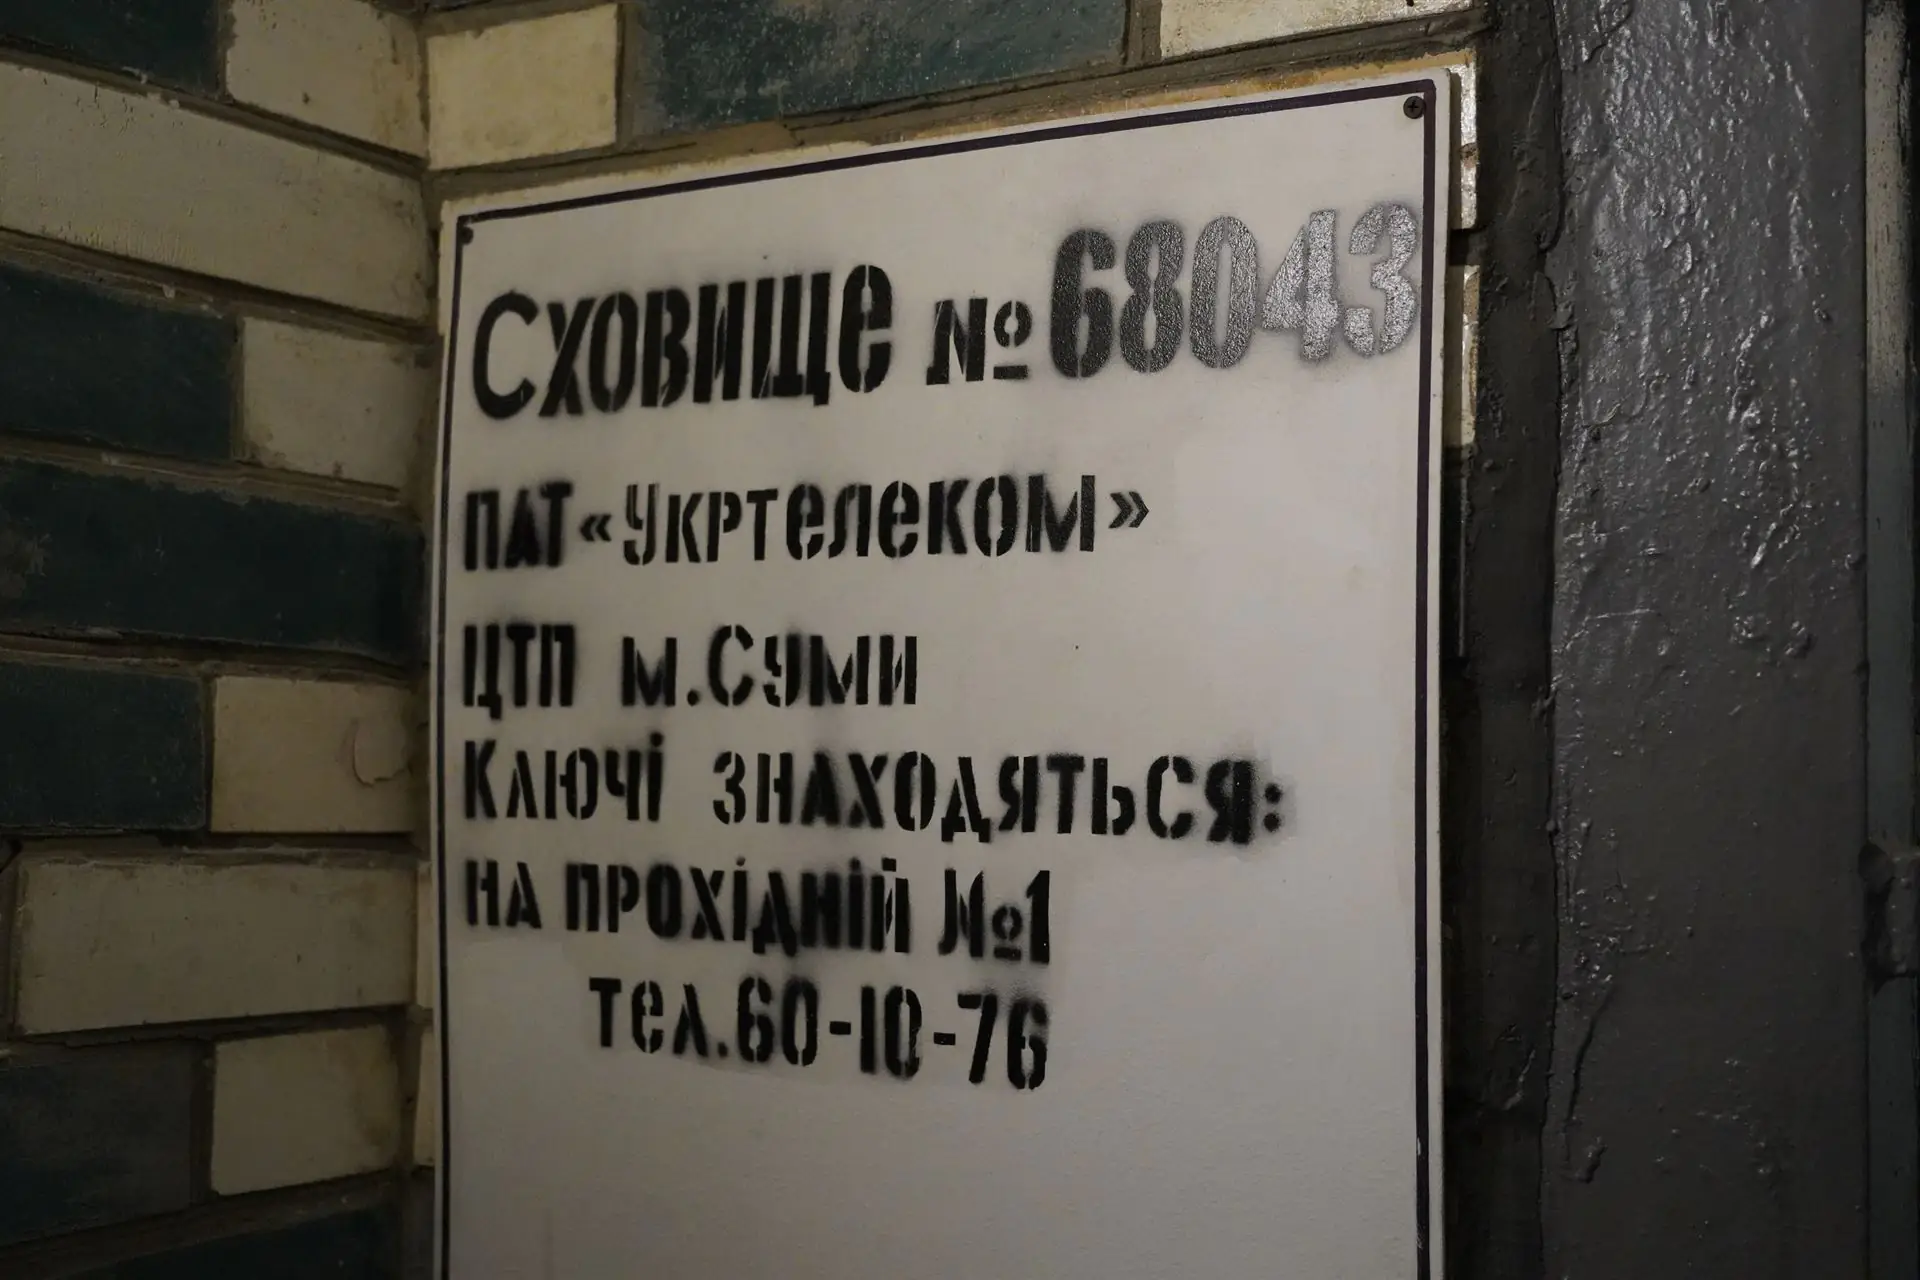 Сховище №68043
ПАТ «Укртелеком»
ЦТП м.Суми
Ключі знаходяться:
на прохідній №1
тел.60-10-76